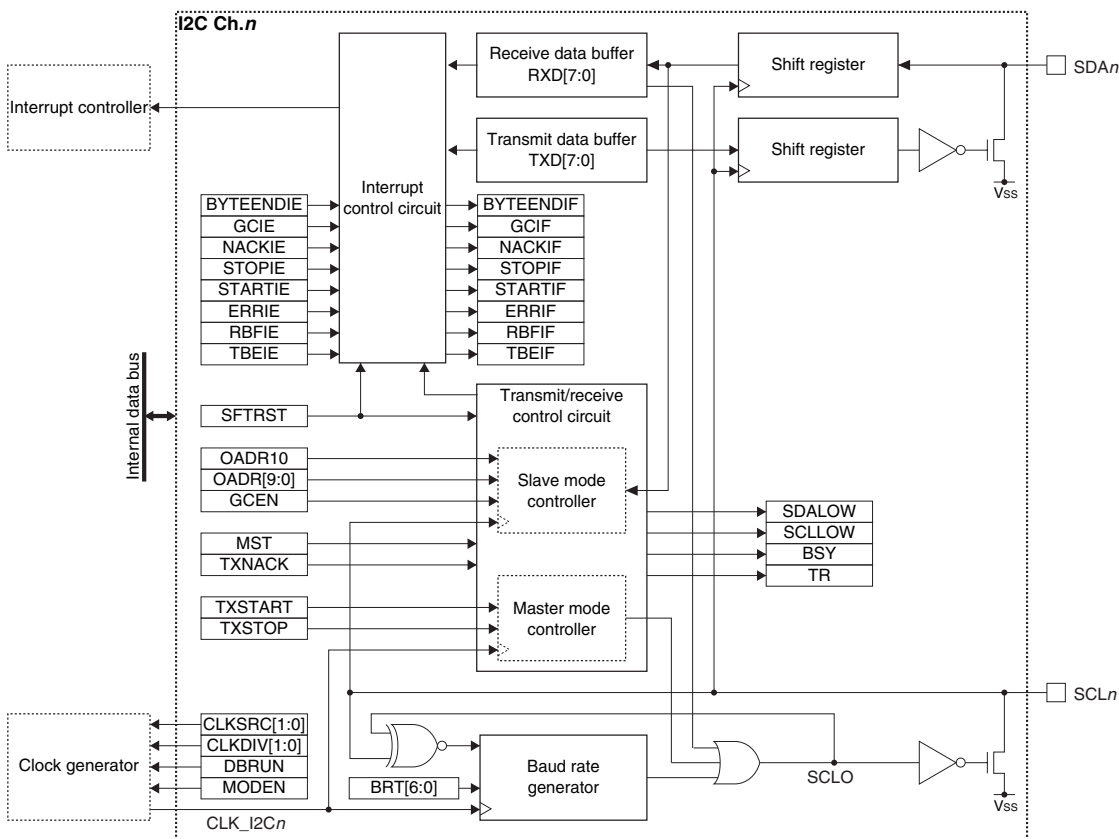 I2C Ch.n
Interrupt controller
Interrupt
control circuit
Receive data buffer
RXD[7:0]
Shift register
SDAn
Transmit data buffer
TXD[7:0]
Shift register
VSS
BYTEENDIE
GCIE
NACKIE
STOPIE
STARTIE
ERRIE
RBFIE
TBEIE
BYTEENDIF
GCIF
NACKIF
STOPIF
STARTIF
ERRIF
RBFIF
TBEIF
Internal data bus
SFTRST
Transmit/receive
control circuit
OADR10
OADR[9:0]
GCEN
Slave mode
controller
MST
TXNACK
SDALOW
SCLLOW
BSY
TR
TXSTART
TXSTOP
Master mode
controller
SCLn
Clock generator
CLKSRC[1:0]
CLKDIV[1:0]
DBRUN
MODEN
BRT[6:0]
Baud rate
generator
SCLO
VSS
CLK_I2Cn